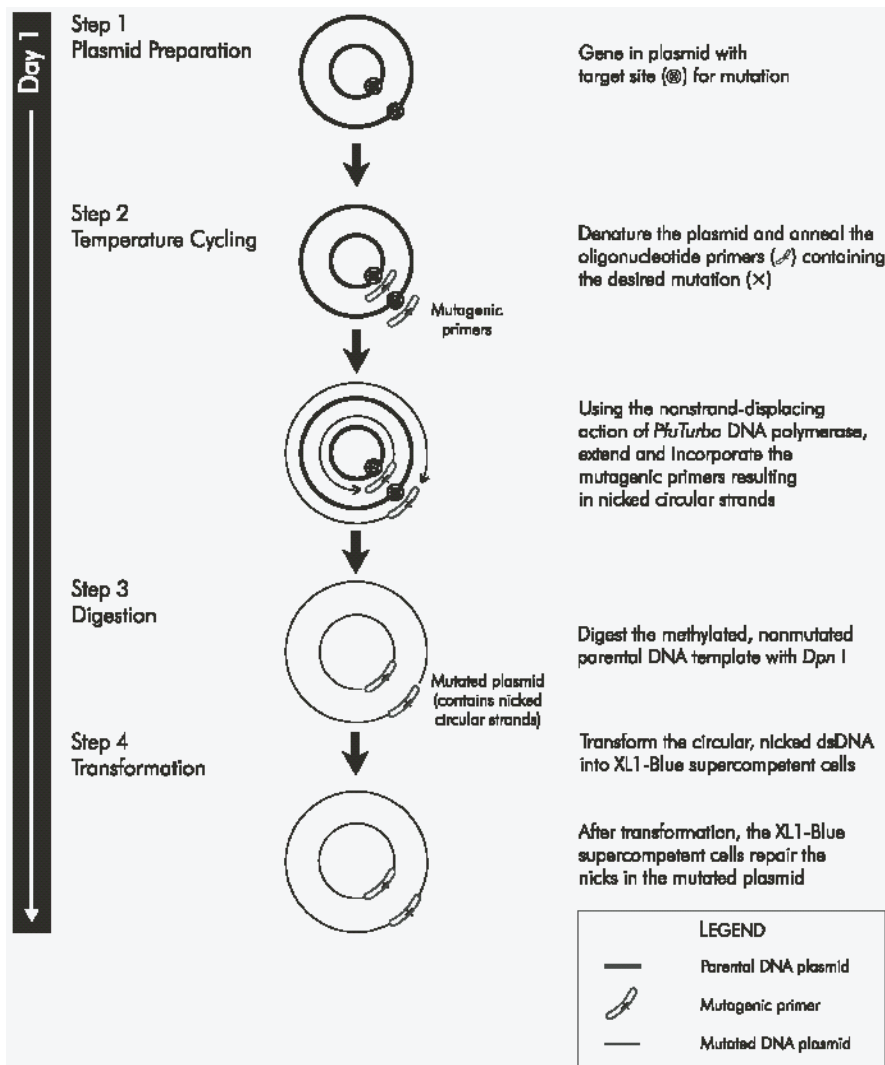 Day 1
Step 1
Plasmid Preparation
Gene in plasmid with
target site (⊗) for mutation
Step 2
Temperature Cycling
Denature the plasmid and anneal the
oligonucleotide primers ( ) containing
the desired mutation (×)
Mutagenic
primers
Using the nonstrand-displacing
action of PfuTurbo DNA polymerase,
extend and incorporate the
mutagenic primers resulting
in nicked circular strands
Step 3
Digestion
Digest the methylated, nonmutated
parental DNA template with Dpn I
Mutated plasmid
(contains nicked
circular strands)
Step 4
Transformation
Transform the circular, nicked dsDNA
into XL1-Blue supercompetent cells
After transformation, the XL1-Blue
supercompetent cells repair the
nicks in the mutated plasmid
LEGEND
Parental DNA plasmid
Mutagenic primer
Mutated DNA plasmid